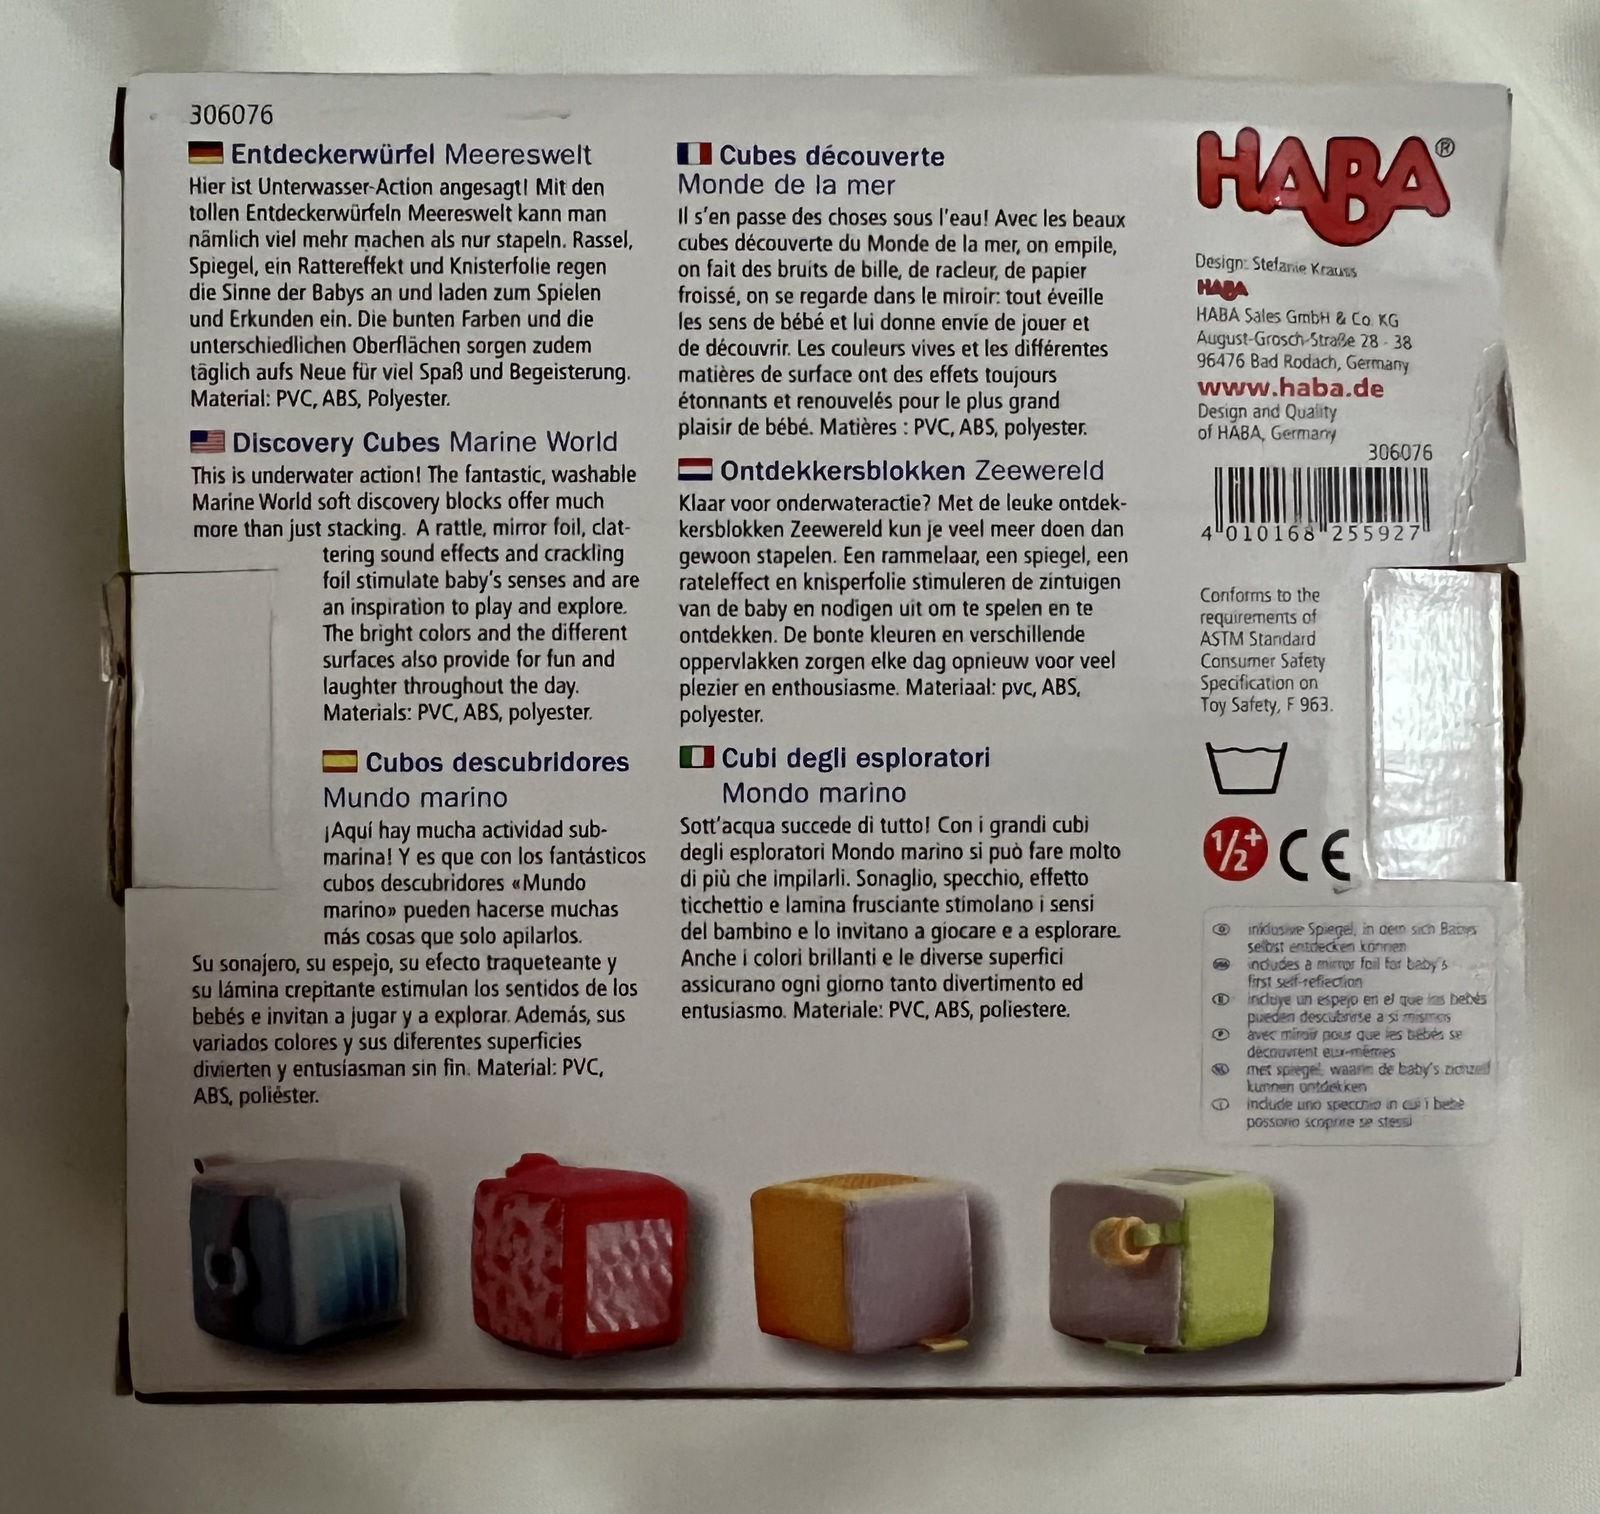 306076
Entdeckerwürfel Meereswelt
Hier ist Unterwasser-Action angesagt! Mit den
tollen Entdeckerwürfeln Meereswelt kann man
nämlich viel mehr machen als nur stapeln. Rassel,
Spiegel, ein Rattereffekt und Knisterfolie regen
die Sinne der Babys an und laden zum Spielen
und Erkunden ein. Die bunten Farben und die
unterschiedlichen Oberflächen sorgen zudem
täglich aufs Neue für viel Spaß und Begeisterung.
Material: PVC, ABS, Polyester.
Discovery Cubes Marine World
This is underwater action! The fantastic, washable
Marine World soft discovery blocks offer much
more than just stacking. A rattle, mirror foil, clat-
tering sound effects and crackling
foil stimulate baby's senses and are
an inspiration to play and explore.
The bright colors and the different
surfaces also provide for fun and
laughter throughout the day.
Materials: PVC, ABS, polyester.
Cubos descubridores
Mundo marino
¡Aquí hay mucha actividad sub-
marina! Y es que con los fantásticos
cubos descubridores «Mundo
marino» pueden hacerse muchas
más cosas que solo apilarlos.
Su sonajero, su espejo, su efecto traqueteante y
su lámina crepitante estimulan los sentidos de los
bebés e invitan a jugar y a explorar. Además, sus
variados colores y sus diferentes superficies
divierten y entusiasman sin fin. Material: PVC,
ABS, poliéster.
Cubes découverte
Monde de la mer
Il s'en passe des choses sous l'eau! Avec les beaux
cubes découverte du Monde de la mer, on empile,
on fait des bruits de bille, de racleur, de papier
froissé, on se regarde dans le miroir: tout éveille
les sens de bébé et lui donne envie de jouer et
de découvrir. Les couleurs vives et les différentes
matières de surface ont des effets toujours
étonnants et renouvelés pour le plus grand
plaisir de bébé. Matières : PVC, ABS, polyester.
Ontdekkersblokken Zeewereld
Klaar voor onderwateractie? Met de leuke ontdek-
kersblokken Zeewereld kun je veel meer doen dan
gewoon stapelen. Een rammelaar, een spiegel, een
rateleffect en knisperfolie stimuleren de zintuigen
van de baby en nodigen uit om te spelen en te
ontdekken. De bonte kleuren en verschillende
oppervlakken zorgen elke dag opnieuw voor veel
plezier en enthousiasme. Materiaal: pvc, ABS,
polyester.
Cubi degli esploratori
Mondo marino
Sott'acqua succede di tutto! Con i grandi cubi
degli esploratori Mondo marino si può fare molto
di più che impilarli. Sonaglio, specchio, effetto
ticchettio e lamina frusciante stimolano i sensi
del bambino e lo invitano a giocare e a esplorare.
Anche i colori brillanti e le diverse superfici
assicurano ogni giorno tanto divertimento ed
entusiasmo. Materiale: PVC, ABS, poliestere.
HABA®
Design: Stefanie Krauss
HABA
HABA Sales GmbH & Co. KG
August-Grosch-Straße 28 - 38
96476 Bad Rodach, Germany
www.haba.de
Design and Quality
of HABA, Germany
306076
4 010168 255927
Conforms to the
requirements of
ASTM Standard
Consumer Safety
Specification on
Toy Safety, F 963.
1/2+ CE
D inklusive Spiegel, in dem sich Babys
selbst entdecken können
includes a mirror foil for baby's
first self-reflection
E incluye un espejo en el que los bebés
pueden descubrirse a sí mismos
F avec miroir pour que les bébés se
découvrent eux-mêmes
NL met spiegel, waarin de baby's zichzelf
kunnen ontdekken
I include uno specchio in cui i bebè
possono scoprire se stessi